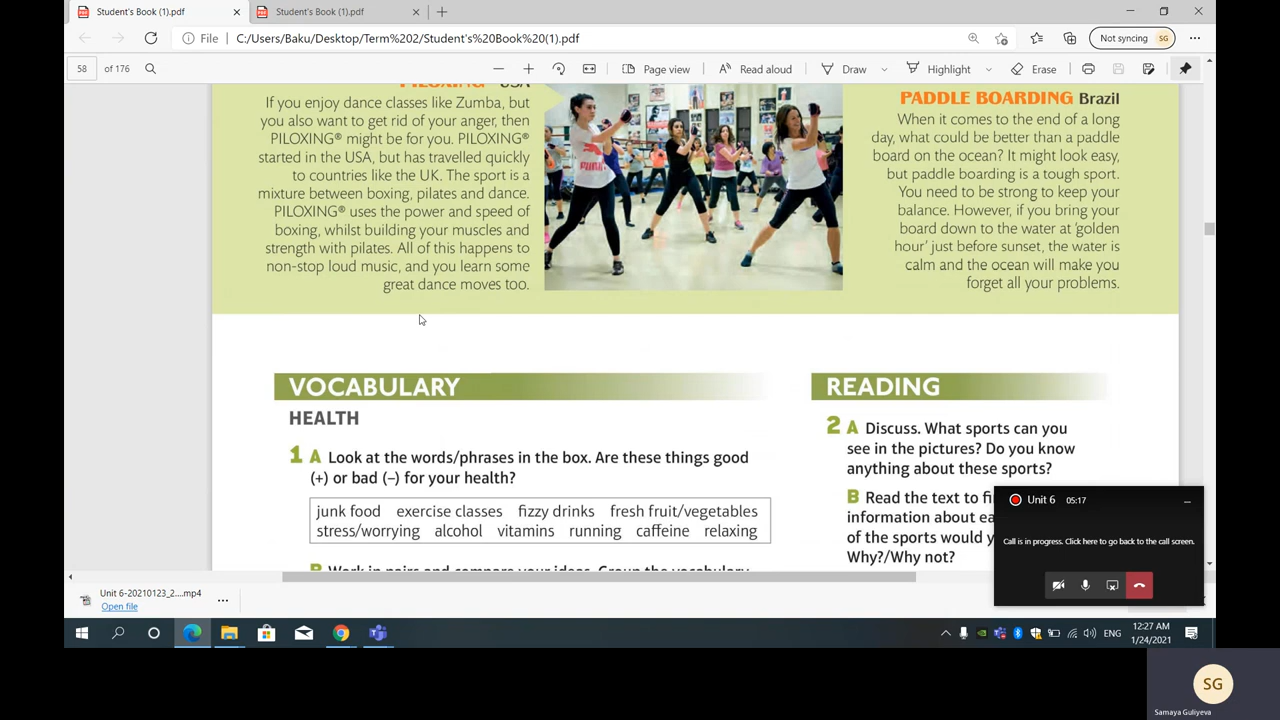 Student's Book (1).pdf
Student's Book (1).pdf
File
C:/Users/Baku/Desktop/Term%202/Student's%20Book%20(1).pdf
Not syncing
SG
58
of 176
Page view
Read aloud
Draw
Highlight
Erase
PILOXING® USA
If you enjoy dance classes like Zumba, but
you also want to get rid of your anger, then
PILOXING® might be for you. PILOXING®
started in the USA, but has travelled quickly
to countries like the UK. The sport is a
mixture between boxing, pilates and dance.
PILOXING® uses the power and speed of
boxing, whilst building your muscles and
strength with pilates. All of this happens to
non-stop loud music, and you learn some
great dance moves too.
PADDLE BOARDING Brazil
When it comes to the end of a long
day, what could be better than a paddle
board on the ocean? It might look easy,
but paddle boarding is a tough sport.
You need to be strong to keep your
balance. However, if you bring your
board down to the water at 'golden
hour' just before sunset, the water is
calm and the ocean will make you
forget all your problems.
VOCABULARY
HEALTH
1 A Look at the words/phrases in the box. Are these things good
(+) or bad (–) for your health?
junk food exercise classes fizzy drinks fresh fruit/vegetables
stress/worrying alcohol vitamins running caffeine relaxing
B Work in pairs and compare your ideas. Group the vocabulary
READING
2 A Discuss. What sports can you
see in the pictures? Do you know
anything about these sports?
B Read the text to fi
information about ea
of the sports would y
Why?/Why not?
Unit 6 05:17
Call is in progress. Click here to go back to the call screen.
Unit 6-20210123_2....mp4
Open file
ENG
12:27 AM
1/24/2021
SG
Samaya Guliyeva